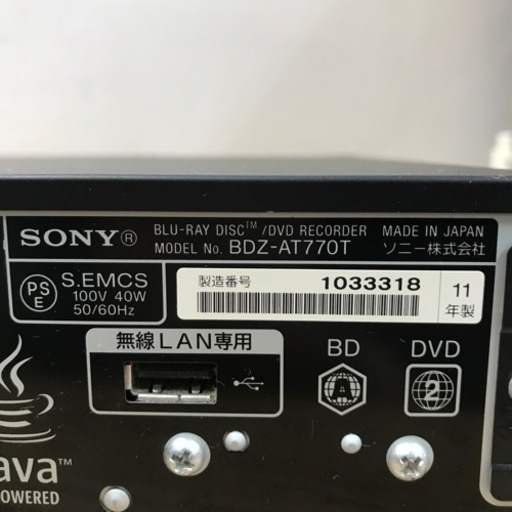 SONY®
BLU-RAY DISC™ /DVD RECORDER
MADE IN JAPAN
MODEL No. BDZ-AT770T
ソニー株式会社
PS
E
S.EMCS
100V 40W
50/60Hz
製造番号
1033318
11
年製
無線LAN専用
BD
DVD
2
ava™
POWERED